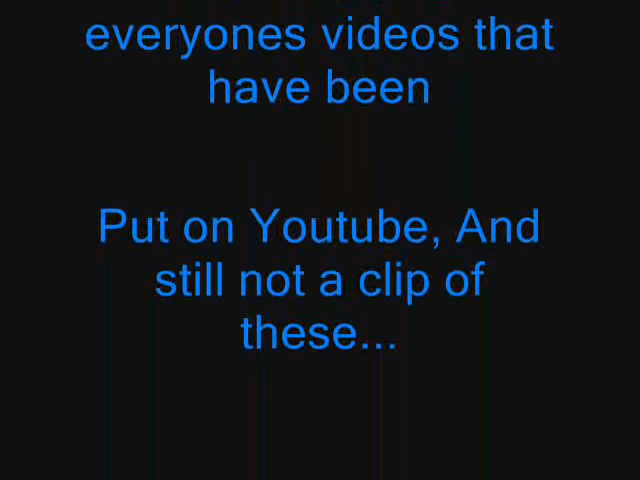 everyones videos that
have been
Put on Youtube, And
still not a clip of
these...